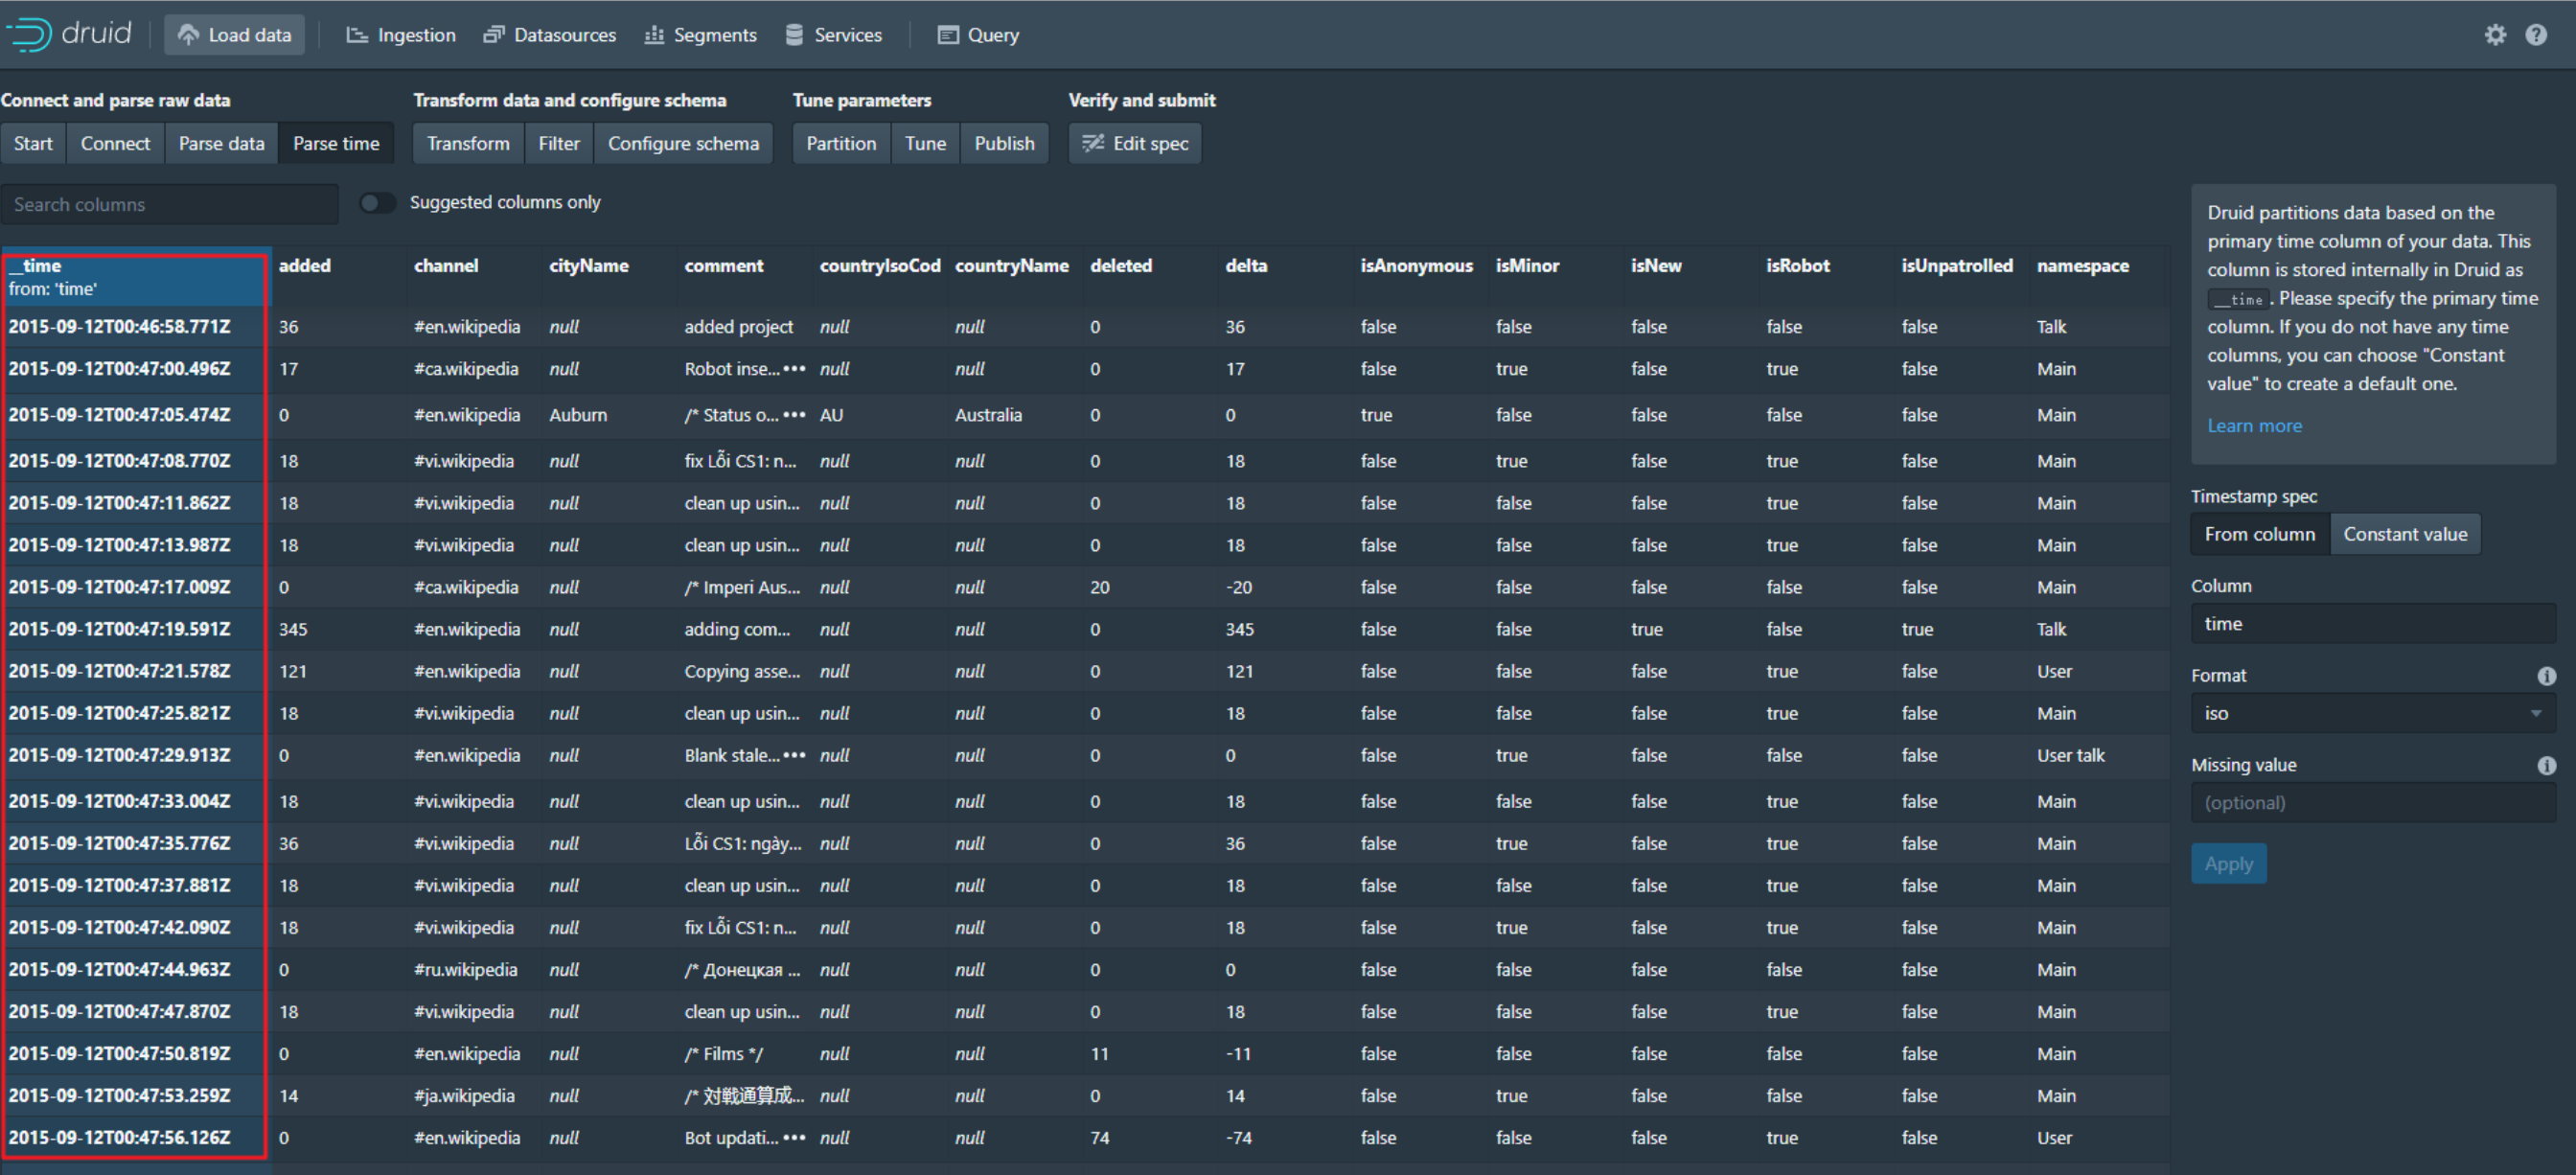 druid Load data Ingestion Datasources Segments Services Query
Connect and parse raw data Transform data and configure schema Tune parameters Verify and submit
Start Connect Parse data Parse time Transform Filter Configure schema Partition Tune Publish Edit spec
Search columns Suggested columns only
__time added channel cityName comment countryIsoCod countryName deleted delta isAnonymous isMinor isNew isRobot isUnpatrolled namespace
from: 'time'
2015-09-12T00:46:58.771Z 36 #en.wikipedia null added project null null 0 36 false false false false false Talk
2015-09-12T00:47:00.496Z 17 #ca.wikipedia null Robot inse... ••• null null 0 17 false true false true false Main
2015-09-12T00:47:05.474Z 0 #en.wikipedia Auburn /* Status o... ••• AU Australia 0 0 true false false false false Main
2015-09-12T00:47:08.770Z 18 #vi.wikipedia null fix Lỗi CS1: n... null null 0 18 false true false true false Main
2015-09-12T00:47:11.862Z 18 #vi.wikipedia null clean up usin... null null 0 18 false false false true false Main
2015-09-12T00:47:13.987Z 18 #vi.wikipedia null clean up usin... null null 0 18 false false false true false Main
2015-09-12T00:47:17.009Z 0 #ca.wikipedia null /* Imperi Aus... null null 20 -20 false false false false false Main
2015-09-12T00:47:19.591Z 345 #en.wikipedia null adding com... null null 0 345 false false true false true Talk
2015-09-12T00:47:21.578Z 121 #en.wikipedia null Copying asse... null null 0 121 false false false true false User
2015-09-12T00:47:25.821Z 18 #vi.wikipedia null clean up usin... null null 0 18 false false false true false Main
2015-09-12T00:47:29.913Z 0 #en.wikipedia null Blank stale... ••• null null 0 0 false true false false false User talk
2015-09-12T00:47:33.004Z 18 #vi.wikipedia null clean up usin... null null 0 18 false false false true false Main
2015-09-12T00:47:35.776Z 36 #vi.wikipedia null Lỗi CS1: ngày... null null 0 36 false true false true false Main
2015-09-12T00:47:37.881Z 18 #vi.wikipedia null clean up usin... null null 0 18 false false false true false Main
2015-09-12T00:47:42.090Z 18 #vi.wikipedia null fix Lỗi CS1: n... null null 0 18 false true false true false Main
2015-09-12T00:47:44.963Z 0 #ru.wikipedia null /* Донецкая ... null null 0 0 false false false false false Main
2015-09-12T00:47:47.870Z 18 #vi.wikipedia null clean up usin... null null 0 18 false false false true false Main
2015-09-12T00:47:50.819Z 0 #en.wikipedia null /* Films */ null null 11 -11 false false false false false Main
2015-09-12T00:47:53.259Z 14 #ja.wikipedia null /* 対戦通算成... null null 0 14 false true false false false Main
2015-09-12T00:47:56.126Z 0 #en.wikipedia null Bot updati... ••• null null 74 -74 false false false true false User
Druid partitions data based on the
primary time column of your data. This
column is stored internally in Druid as
__time . Please specify the primary time
column. If you do not have any time
columns, you can choose "Constant
value" to create a default one.
Learn more
Timestamp spec
From column Constant value
Column
time
Format
iso
Missing value
(optional)
Apply